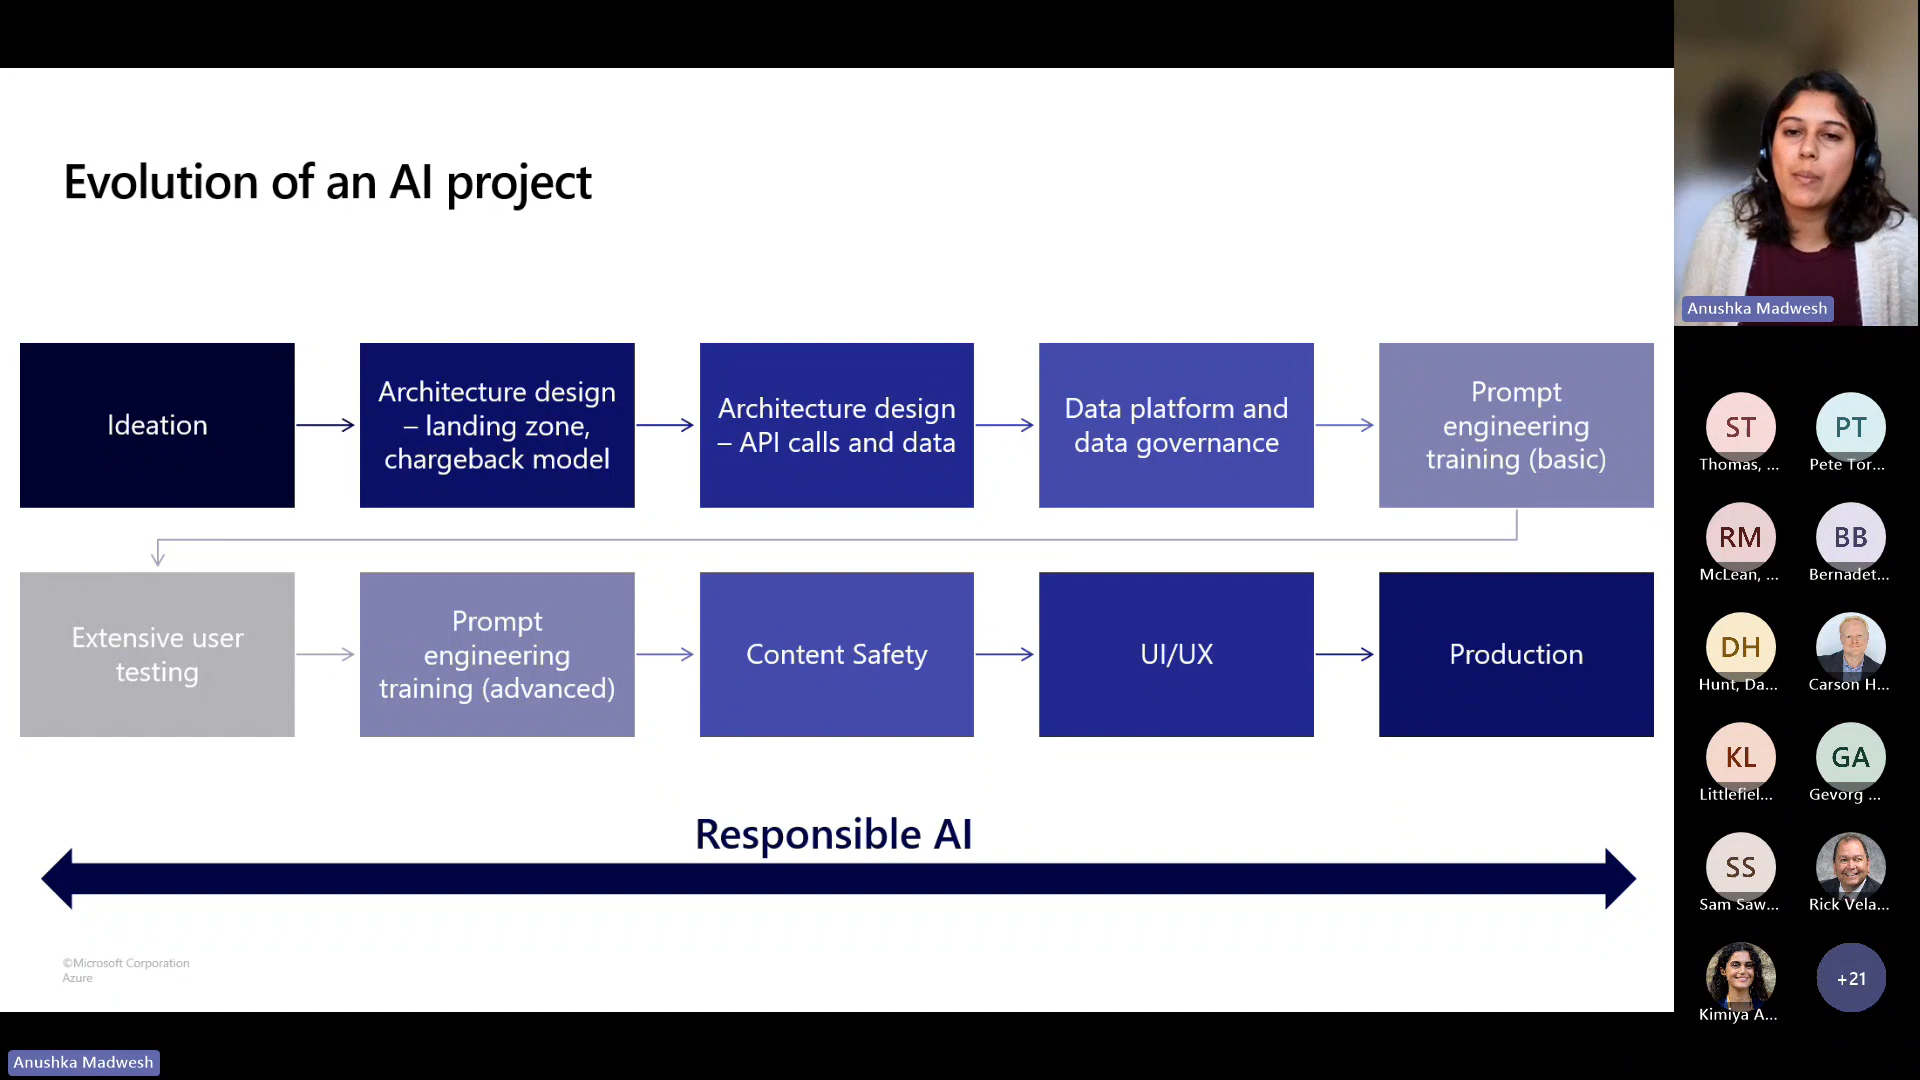 Evolution of an AI project
Ideation
Architecture design
– landing zone,
chargeback model
Architecture design
– API calls and data
Data platform and
data governance
Prompt
engineering
training (basic)
Extensive user
testing
Prompt
engineering
training (advanced)
Content Safety
UI/UX
Production
Responsible AI
©Microsoft Corporation
Azure
Anushka Madwesh
Anushka Madwesh
ST
Thomas, ...
PT
Pete Tor...
RM
McLean, ...
BB
Bernadet...
DH
Hunt, Da...
Carson H...
KL
Littlefiel...
GA
Gevorg ...
SS
Sam Saw...
Rick Vela...
Kimiya A...
+21